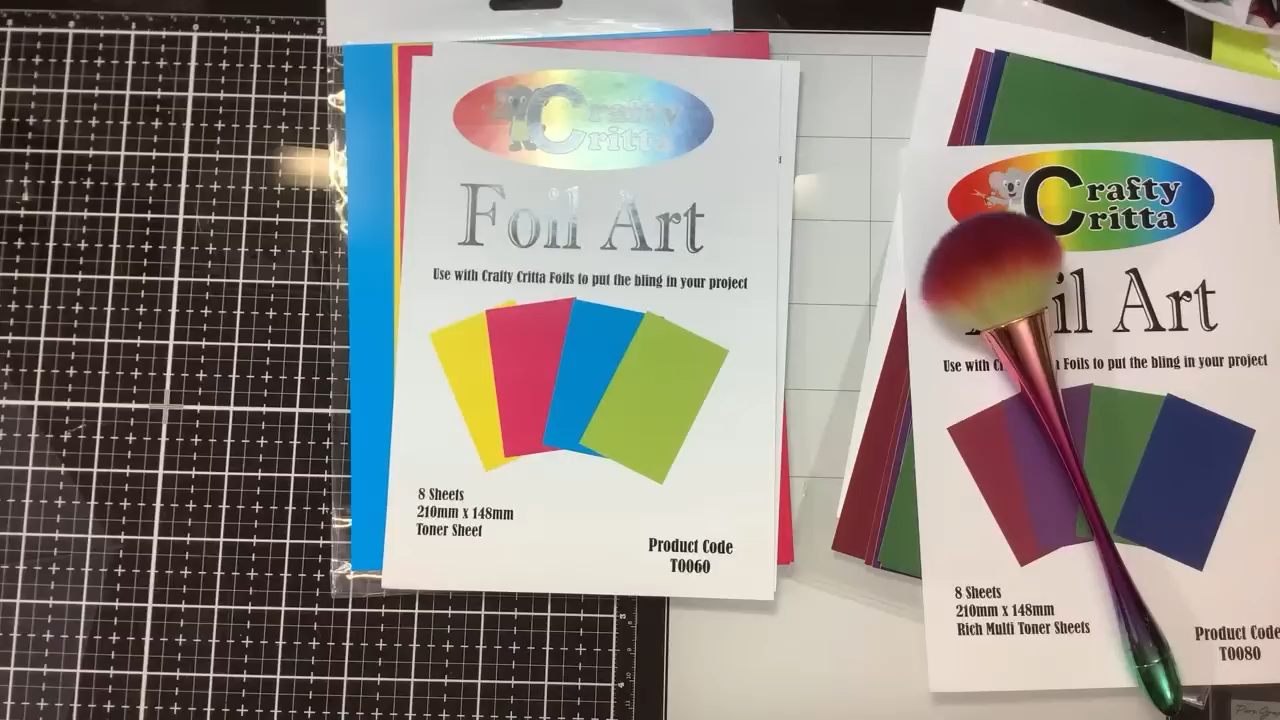 Crafty
Critta
Foil Art
Use with Crafty Critta Foils to put the bling in your project
8 Sheets
210mm x 148mm
Toner Sheet
Product Code
T0060
Crafty
Critta
il Art
Use with C Foils to put the bling in your project
8 Sheets
210mm x 148mm
Rich Multi Toner Sheets
Product Code
T0080